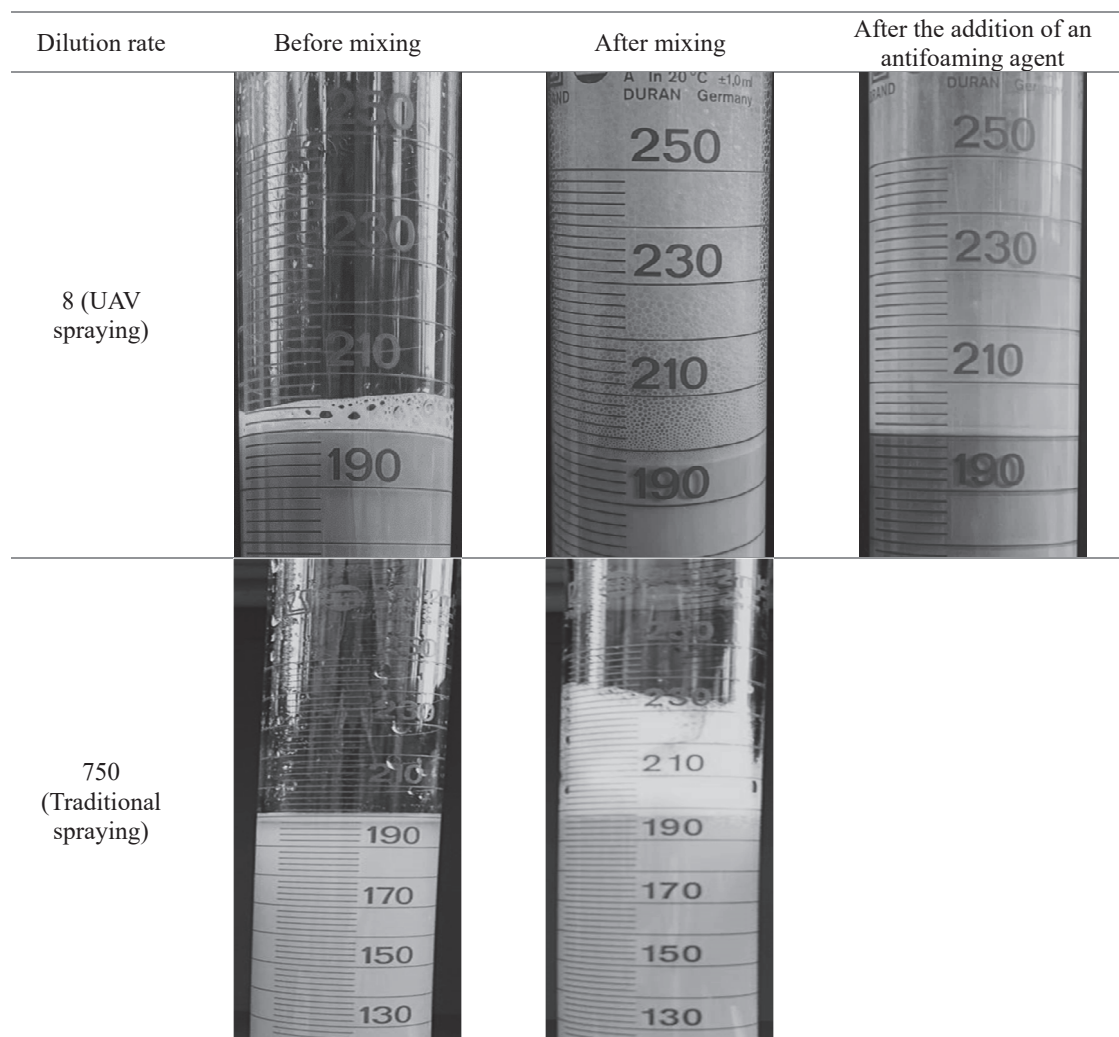 Dilution rate
Before mixing
After mixing
After the addition of an
antifoaming agent
8 (UAV
spraying)
250
230
210
190
A In 20 °C ±1,0ml
DURAN Germany
250
230
210
190
DURAN
250
230
210
190
750
(Traditional
spraying)
210
190
170
150
130
230
210
190
170
150
130